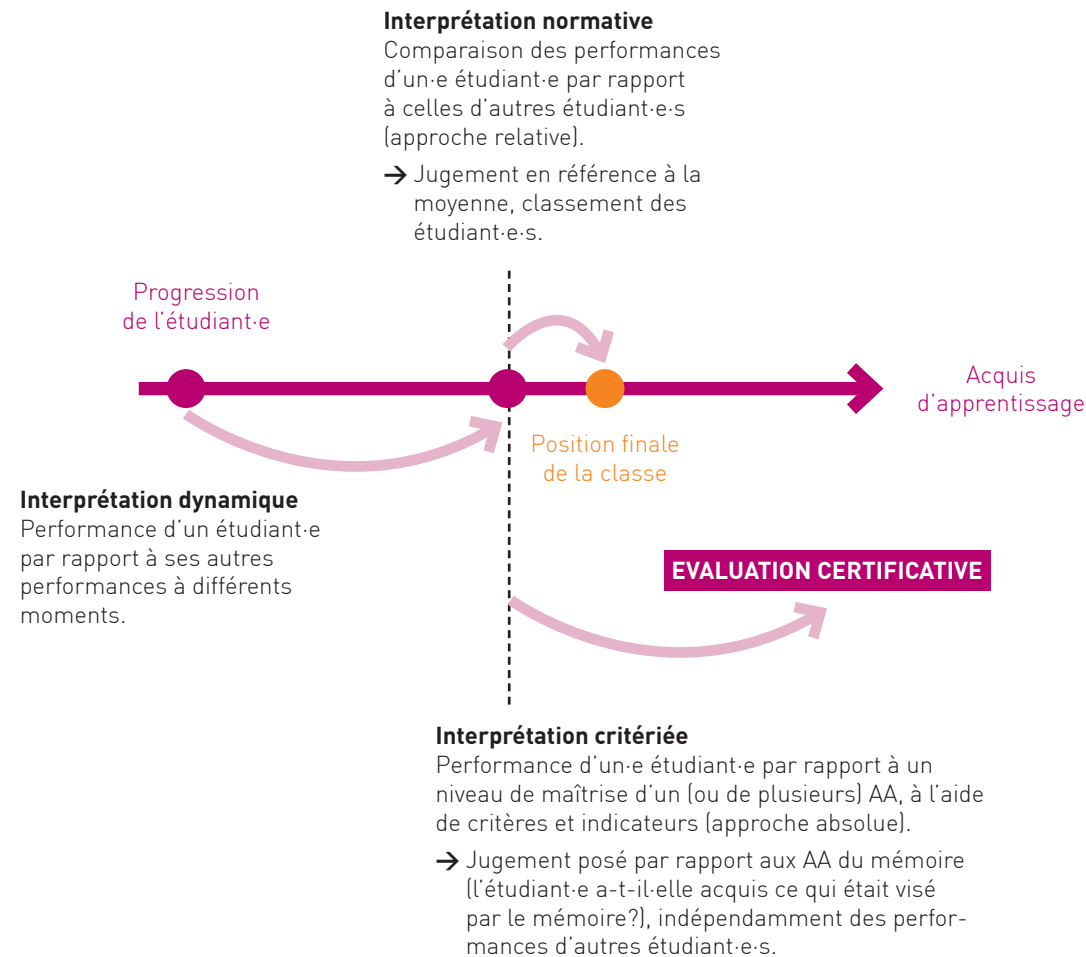 Interprétation normative
Comparaison des performances
d'un·e étudiant·e par rapport
à celles d'autres étudiant·e·s
(approche relative).
→ Jugement en référence à la
moyenne, classement des
étudiant·e·s.
Progression
de l'étudiant·e
Acquis
d'apprentissage
Position finale
de la classe
Interprétation dynamique
Performance d'un étudiant·e
par rapport à ses autres
performances à différents
moments.
EVALUATION CERTIFICATIVE
Interprétation critériée
Performance d'un·e étudiant·e par rapport à un
niveau de maîtrise d'un (ou de plusieurs) AA, à l'aide
de critères et indicateurs (approche absolue).
→ Jugement posé par rapport aux AA du mémoire
(l'étudiant·e a-t-il·elle acquis ce qui était visé
par le mémoire?), indépendamment des perfor-
mances d'autres étudiant·e·s.